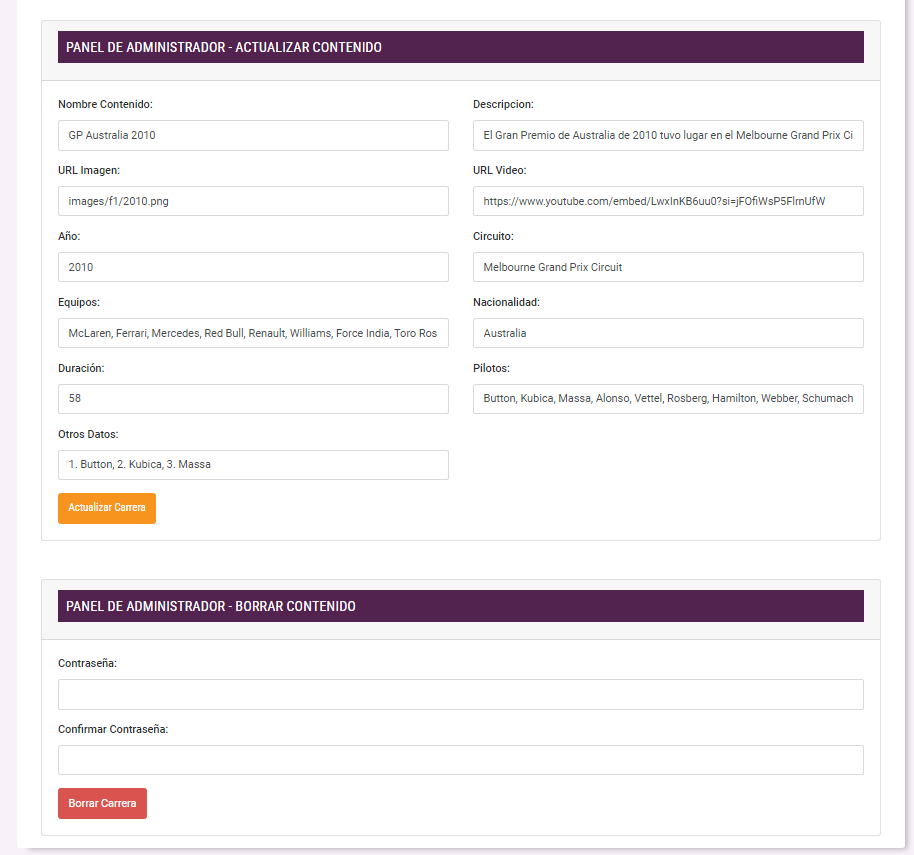 PANEL DE ADMINISTRADOR - ACTUALIZAR CONTENIDO
Nombre Contenido:
Descripcion:
GP Australia 2010
El Gran Premio de Australia de 2010 tuvo lugar en el Melbourne Grand Prix Ci
URL Imagen:
URL Video:
images/f1/2010.png
https://www.youtube.com/embed/LwxInKB6uu0?si=jFOfiWsP5FlrnUfW
Año:
Circuito:
2010
Melbourne Grand Prix Circuit
Equipos:
Nacionalidad:
McLaren, Ferrari, Mercedes, Red Bull, Renault, Williams, Force India, Toro Ros
Australia
Duración:
Pilotos:
58
Button, Kubica, Massa, Alonso, Vettel, Rosberg, Hamilton, Webber, Schumach
Otros Datos:
1. Button, 2. Kubica, 3. Massa
Actualizar Carrera
PANEL DE ADMINISTRADOR - BORRAR CONTENIDO
Contraseña:
Confirmar Contraseña:
Borrar Carrera